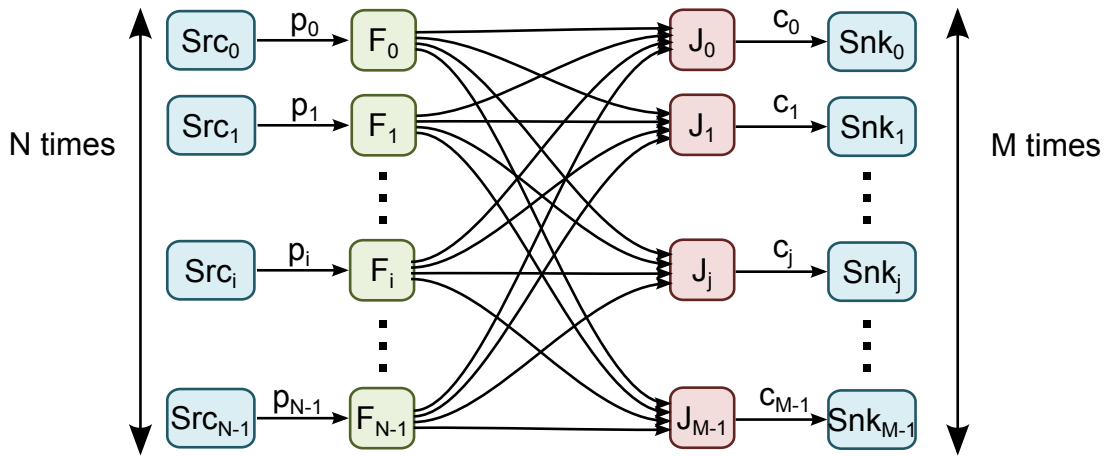 Src0 p0 F0 J0 c0 Snk0
Src1 p1 F1 J1 c1 Snk1
N times
M times
Srci pi Fi Jj cj Snkj
SrcN-1 pN-1 FN-1 JM-1 cM-1 SnkM-1